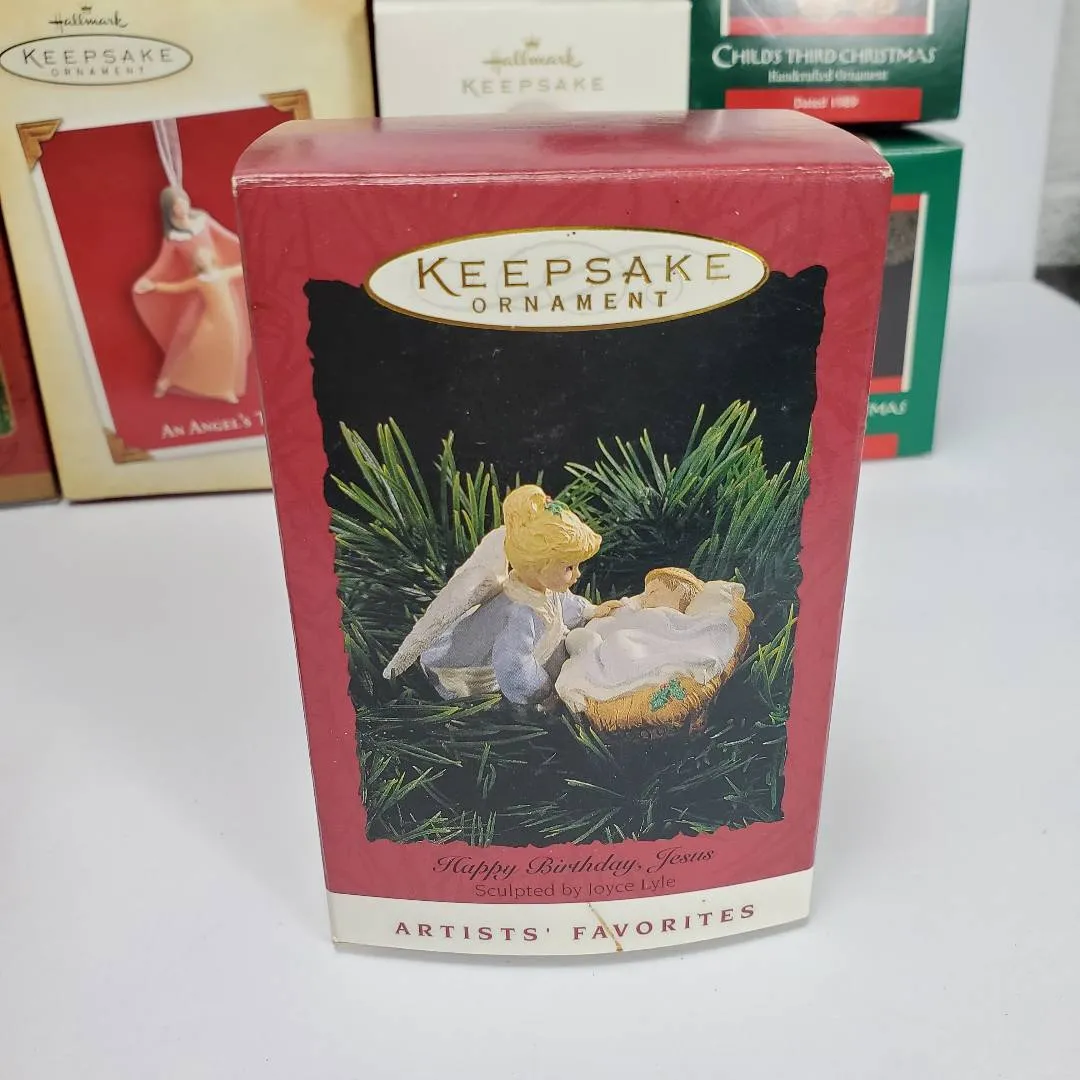 Hallmark
KEEPSAKE
ORNAMENT
AN ANGEL'S T
Hallmark
KEEPSAKE
CHILD'S THIRD CHRISTMAS
Handcrafted Ornament
Dated 1989
MAS
KEEPSAKE
ORNAMENT
Happy Birthday, Jesus
Sculpted by Joyce Lyle
ARTISTS' FAVORITES